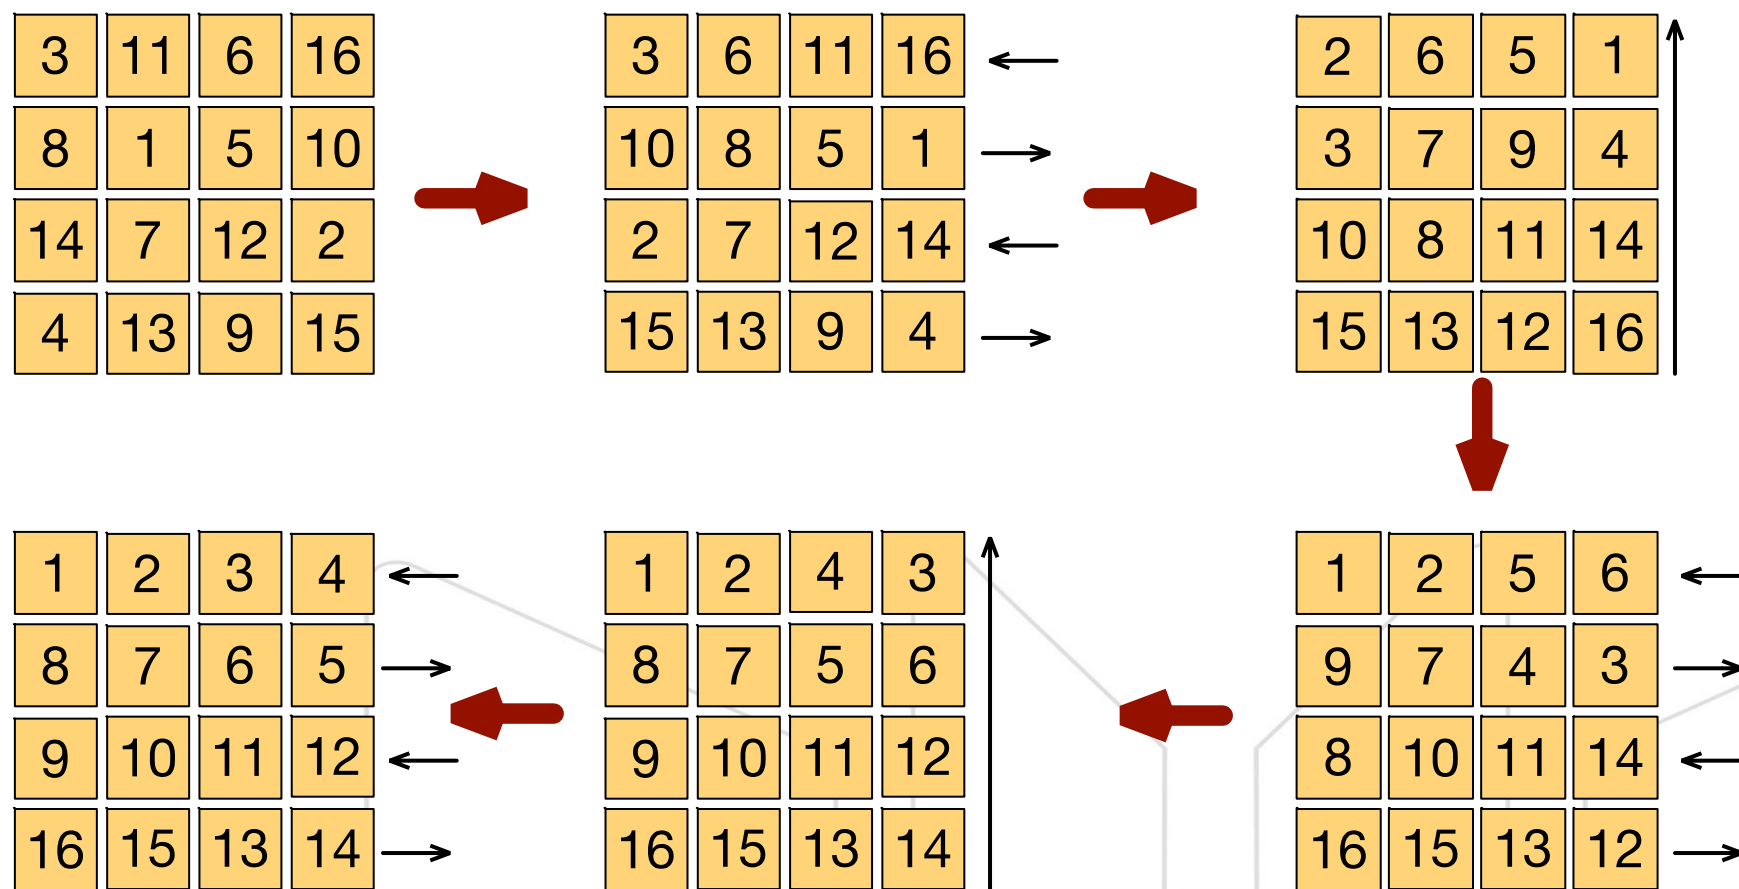 3 11 6 16
8 1 5 10
14 7 12 2
4 13 9 15
3 6 11 16
10 8 5 1
2 7 12 14
15 13 9 4
2 6 5 1
3 7 9 4
10 8 11 14
15 13 12 16
1 2 5 6
9 7 4 3
8 10 11 14
16 15 13 12
1 2 4 3
8 7 5 6
9 10 11 12
16 15 13 14
1 2 3 4
8 7 6 5
9 10 11 12
16 15 13 14